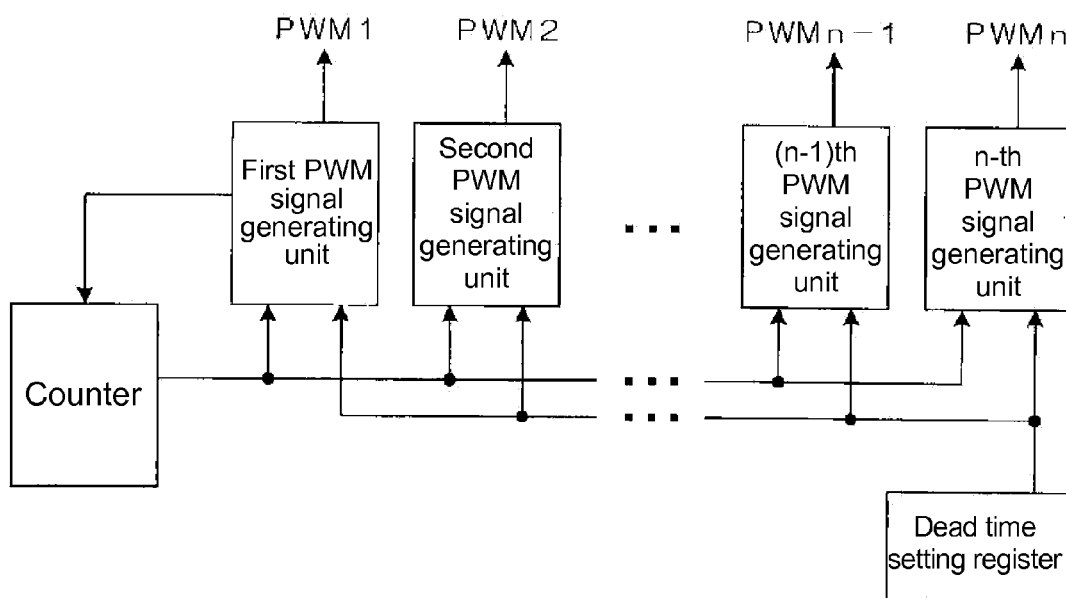 PWM1
PWM2
PWMn-1
PWMn
First PWM
signal
generating
unit
Second
PWM
signal
generating
unit
(n-1)th
PWM
signal
generating
unit
n-th
PWM
signal
generating
unit
Counter
Dead time
setting register